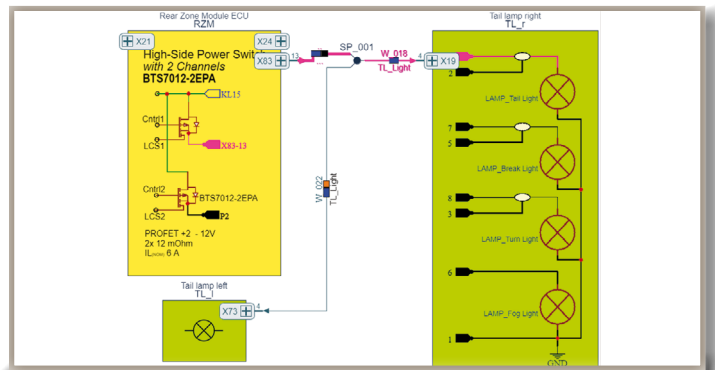 Rear Zone Module ECU
RZM
X21
X24
High-Side Power Switch
X83
with 2 Channels
BTS7012-2EPA
KL15
Cntrl1
LCS1
X83-13
Cntrl2
BTS7012-2EPA
LCS2
P2
PROFET +2 - 12V
2x 12 mOhm
IL(NOM) 6 A
13
SP_001
W_018
TL_Light
4
W_022
TL_Light
Tail lamp left
TL_l
X73
4
Tail lamp right
TL_r
X19
2
LAMP_Tail Light
7
5
LAMP_Break Light
8
3
LAMP_Turn Light
6
LAMP_Fog Light
1
GND